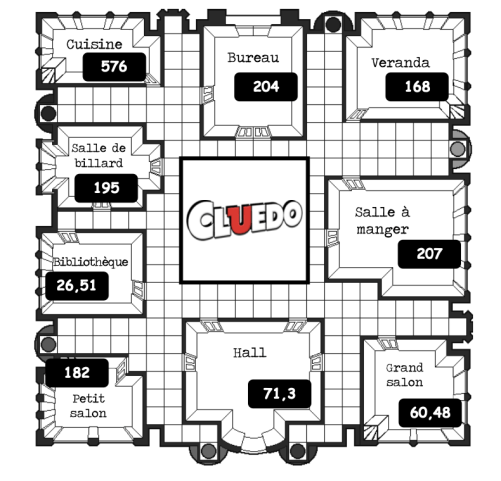 Cuisine
576
Bureau
204
Veranda
168
Salle de
billard
195
CLUEDO
Salle à
manger
207
Bibliothèque
26,51
Hall
71,3
182
Petit
salon
Grand
salon
60,48